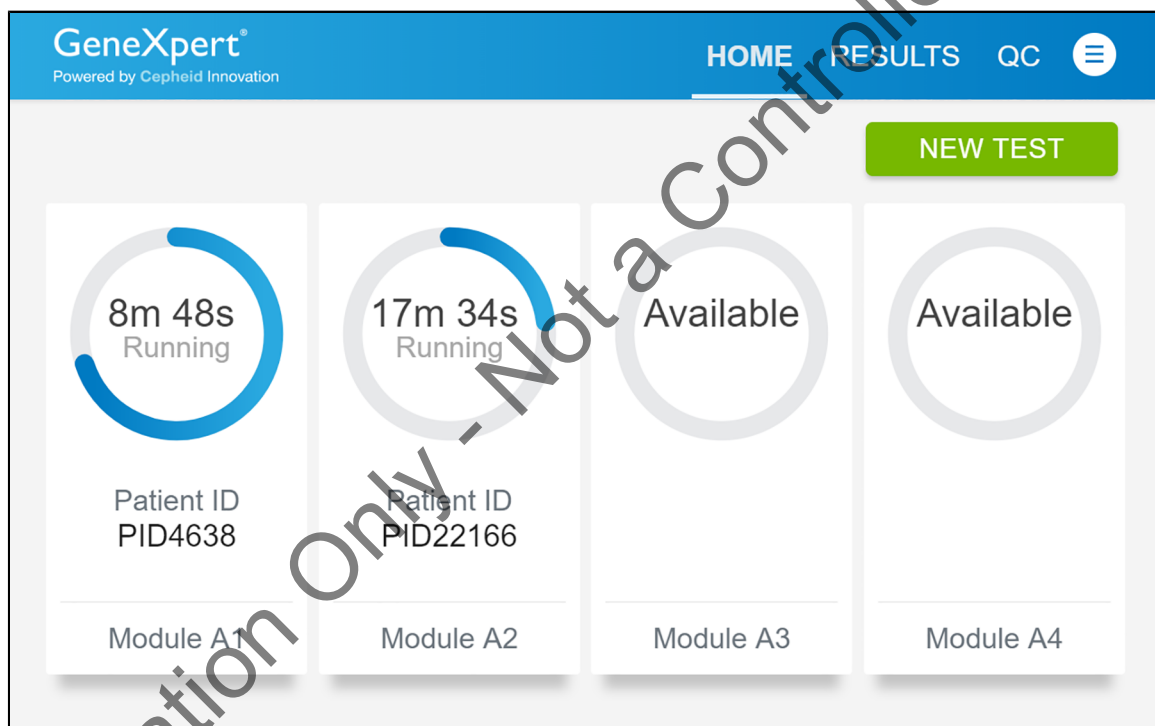 GeneXpert®
Powered by Cepheid Innovation
HOME RESULTS QC
NEW TEST
8m 48s
Running
17m 34s
Running
Available
Available
Patient ID
PID4638
Patient ID
PID22166
Module A1
Module A2
Module A3
Module A4
Only - Not a